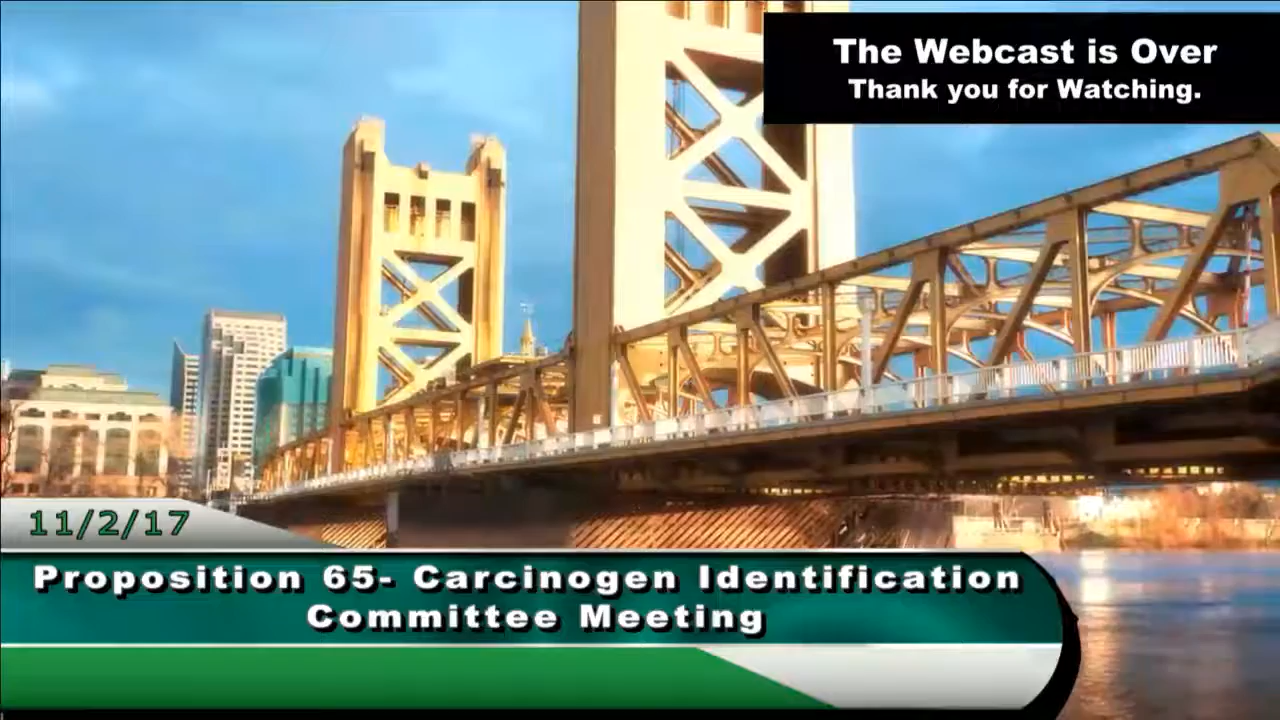 The Webcast is Over
Thank you for Watching.
11/2/17
Proposition 65- Carcinogen Identification
Committee Meeting